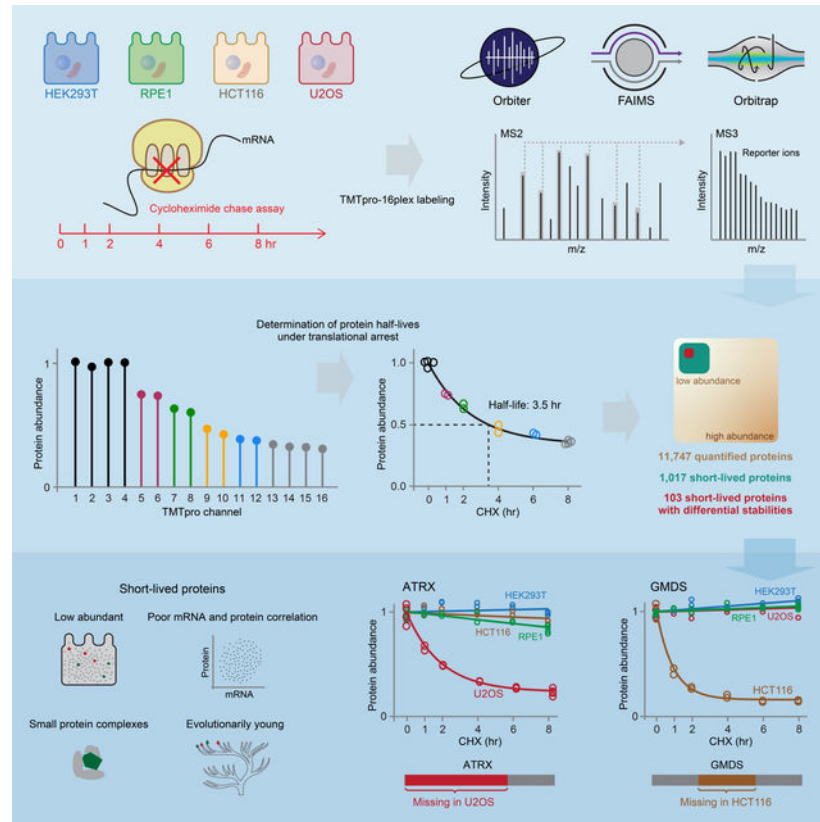 HEK293T
RPE1
HCT116
U2OS
Orbiter
FAIMS
Orbitrap
mRNA
Cycloheximide chase assay
0 1 2 4 6 8 hr
TMTpro-16plex labeling
MS2
Intensity
m/z
MS3
Reporter ions
Intensity
m/z
Determination of protein half-lives
under translational arrest
Protein abundance
1
0
1 2 3 4 5 6 7 8 9 10 11 12 13 14 15 16
TMTpro channel
Protein abundance
1.0
0.5
0.0
Half-life: 3.5 hr
0 1 2 4 6 8
CHX (hr)
low abundance
high abundance
11,747 quantified proteins
1,017 short-lived proteins
103 short-lived proteins
with differential stabilities
Short-lived proteins
Low abundant
Poor mRNA and protein correlation
Protein
mRNA
Small protein complexes
Evolutionarily young
ATRX
Protein abundance
1
0
HEK293T
HCT116
RPE1
U2OS
0 1 2 4 6 8
CHX (hr)
ATRX
Missing in U2OS
GMDS
Protein abundance
1
0
HEK293T
RPE1
U2OS
HCT116
0 1 2 4 6 8
CHX (hr)
GMDS
Missing in HCT116